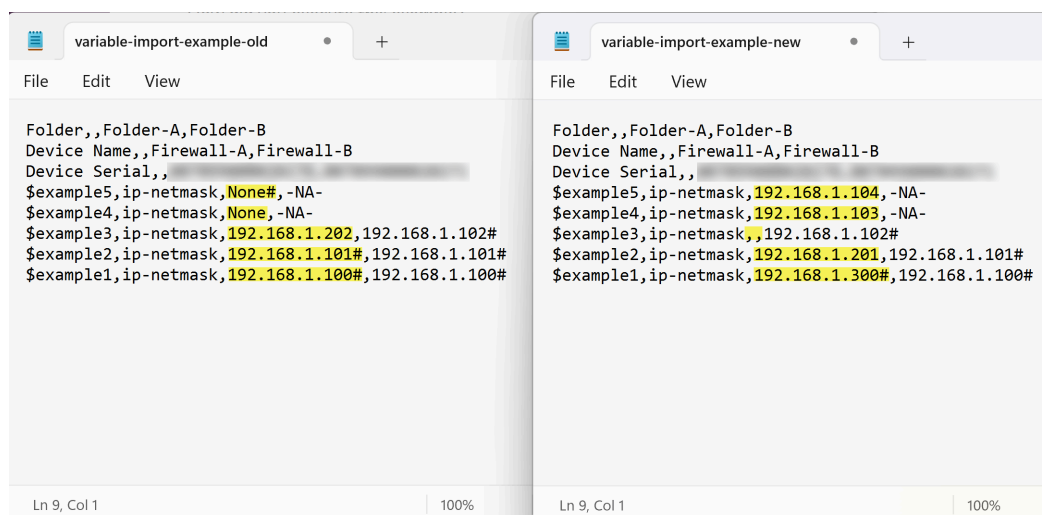 variable-import-example-old
File Edit View
Folder,,Folder-A,Folder-B
Device Name,,Firewall-A,Firewall-B
Device Serial,,
$example5,ip-netmask,None#,-NA-
$example4,ip-netmask,None,-NA-
$example3,ip-netmask,192.168.1.202,192.168.1.102#
$example2,ip-netmask,192.168.1.101#,192.168.1.101#
$example1,ip-netmask,192.168.1.100#,192.168.1.100#
Ln 9, Col 1 100%
variable-import-example-new
File Edit View
Folder,,Folder-A,Folder-B
Device Name,,Firewall-A,Firewall-B
Device Serial,,
$example5,ip-netmask,192.168.1.104,-NA-
$example4,ip-netmask,192.168.1.103,-NA-
$example3,ip-netmask,,192.168.1.102#
$example2,ip-netmask,192.168.1.201,192.168.1.101#
$example1,ip-netmask,192.168.1.300#,192.168.1.100#
Ln 9, Col 1 100%